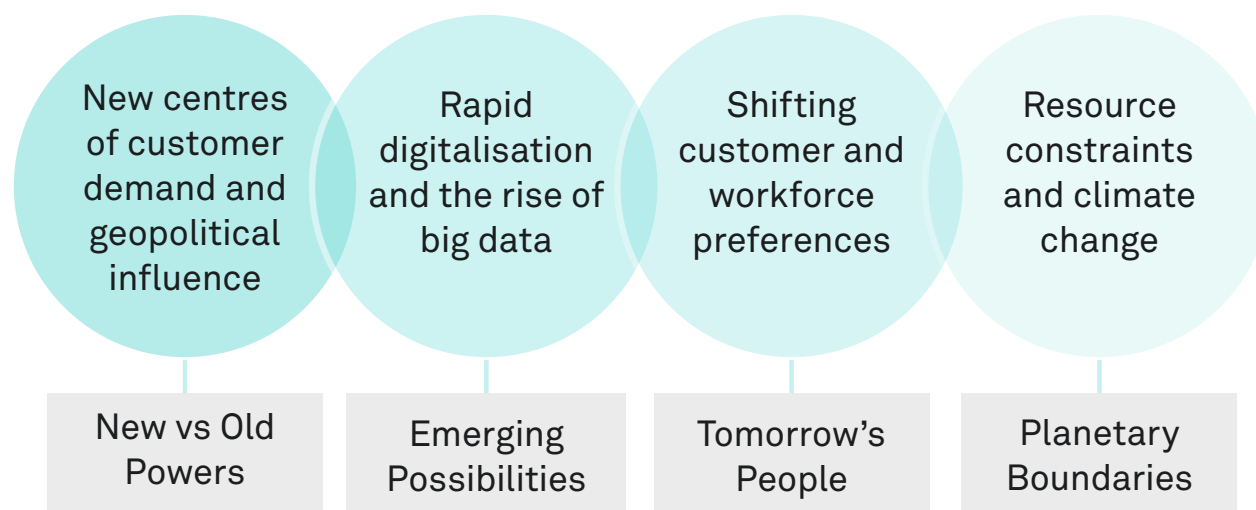 New centres
of customer
demand and
geopolitical
influence
Rapid
digitalisation
and the rise of
big data
Shifting
customer and
workforce
preferences
Resource
constraints
and climate
change
New vs Old
Powers
Emerging
Possibilities
Tomorrow’s
People
Planetary
Boundaries